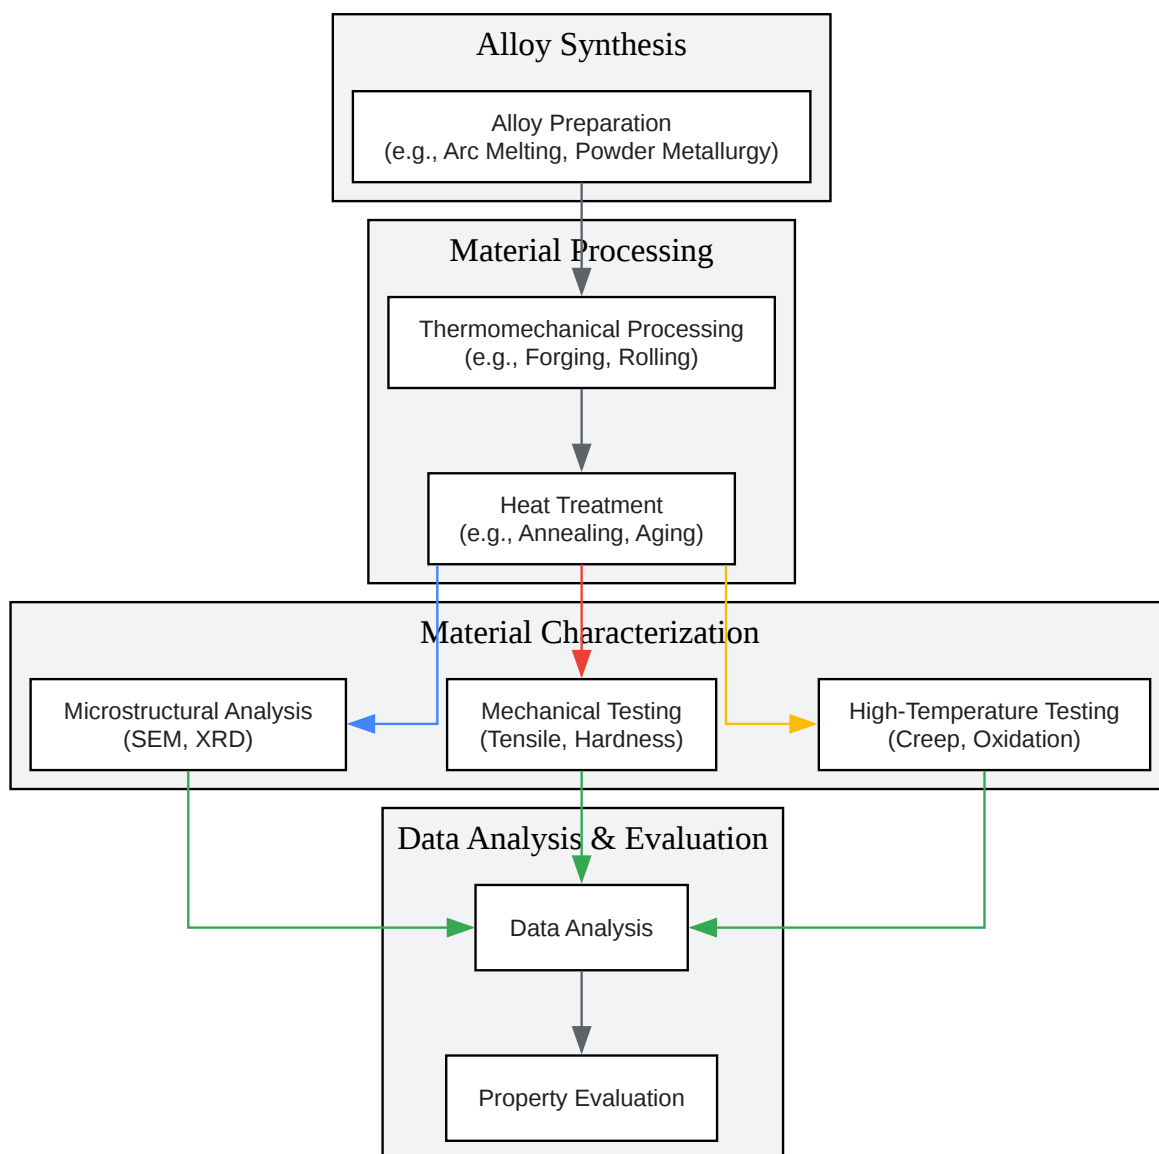 Alloy Synthesis
Alloy Preparation
(e.g., Arc Melting, Powder Metallurgy)
Material Processing
Thermomechanical Processing
(e.g., Forging, Rolling)
Heat Treatment
(e.g., Annealing, Aging)
Material Characterization
Microstructural Analysis
(SEM, XRD)
Mechanical Testing
(Tensile, Hardness)
High-Temperature Testing
(Creep, Oxidation)
Data Analysis & Evaluation
Data Analysis
Property Evaluation